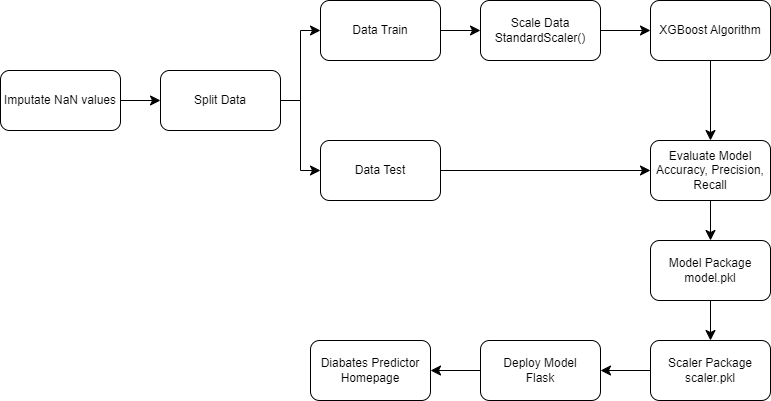 Data Train
Scale Data
StandardScaler()
XGBoost Algorithm
Imputate NaN values
Split Data
Data Test
Evaluate Model
Accuracy, Precision,
Recall
Model Package
model.pkl
Scaler Package
scaler.pkl
Deploy Model
Flask
Diabates Predictor
Homepage